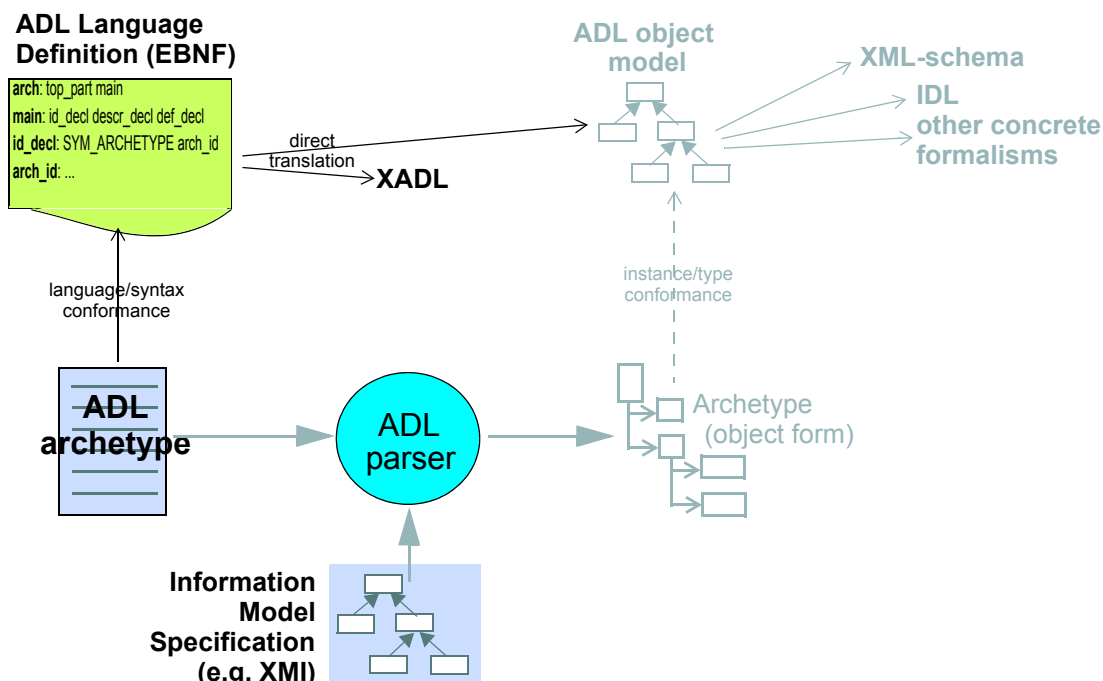 ADL Language
Definition (EBNF)
arch: top_part main
main: id_decl descr_decl def_decl
id_decl: SYM_ARCHETYPE arch_id
arch_id: ...
direct
translation
XADL
ADL object
model
XML-schema
IDL
other concrete
formalisms
language/syntax
conformance
instance/type
conformance
ADL
archetype
ADL
parser
Archetype
(object form)
Information
Model
Specification
(e.g. XMI)